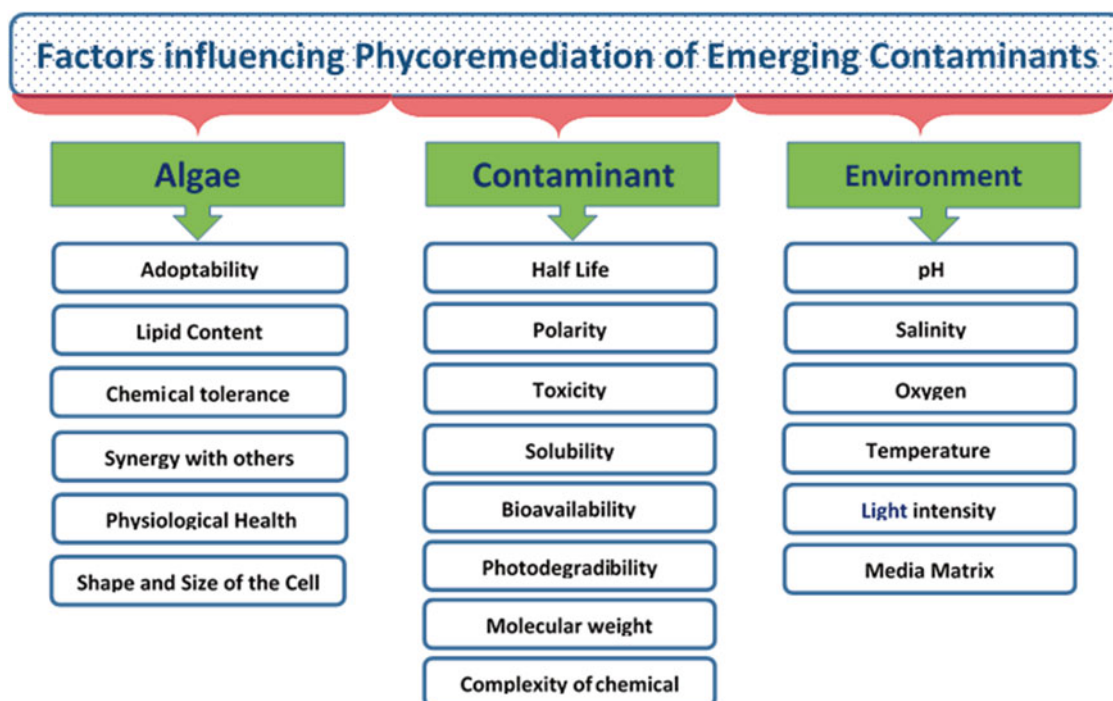 Factors influencing Phycoremediation of Emerging Contaminants
Algae
Adoptability
Lipid Content
Chemical tolerance
Synergy with others
Physiological Health
Shape and Size of the Cell
Contaminant
Half Life
Polarity
Toxicity
Solubility
Bioavailability
Photodegradibility
Molecular weight
Complexity of chemical
Environment
pH
Salinity
Oxygen
Temperature
Light intensity
Media Matrix